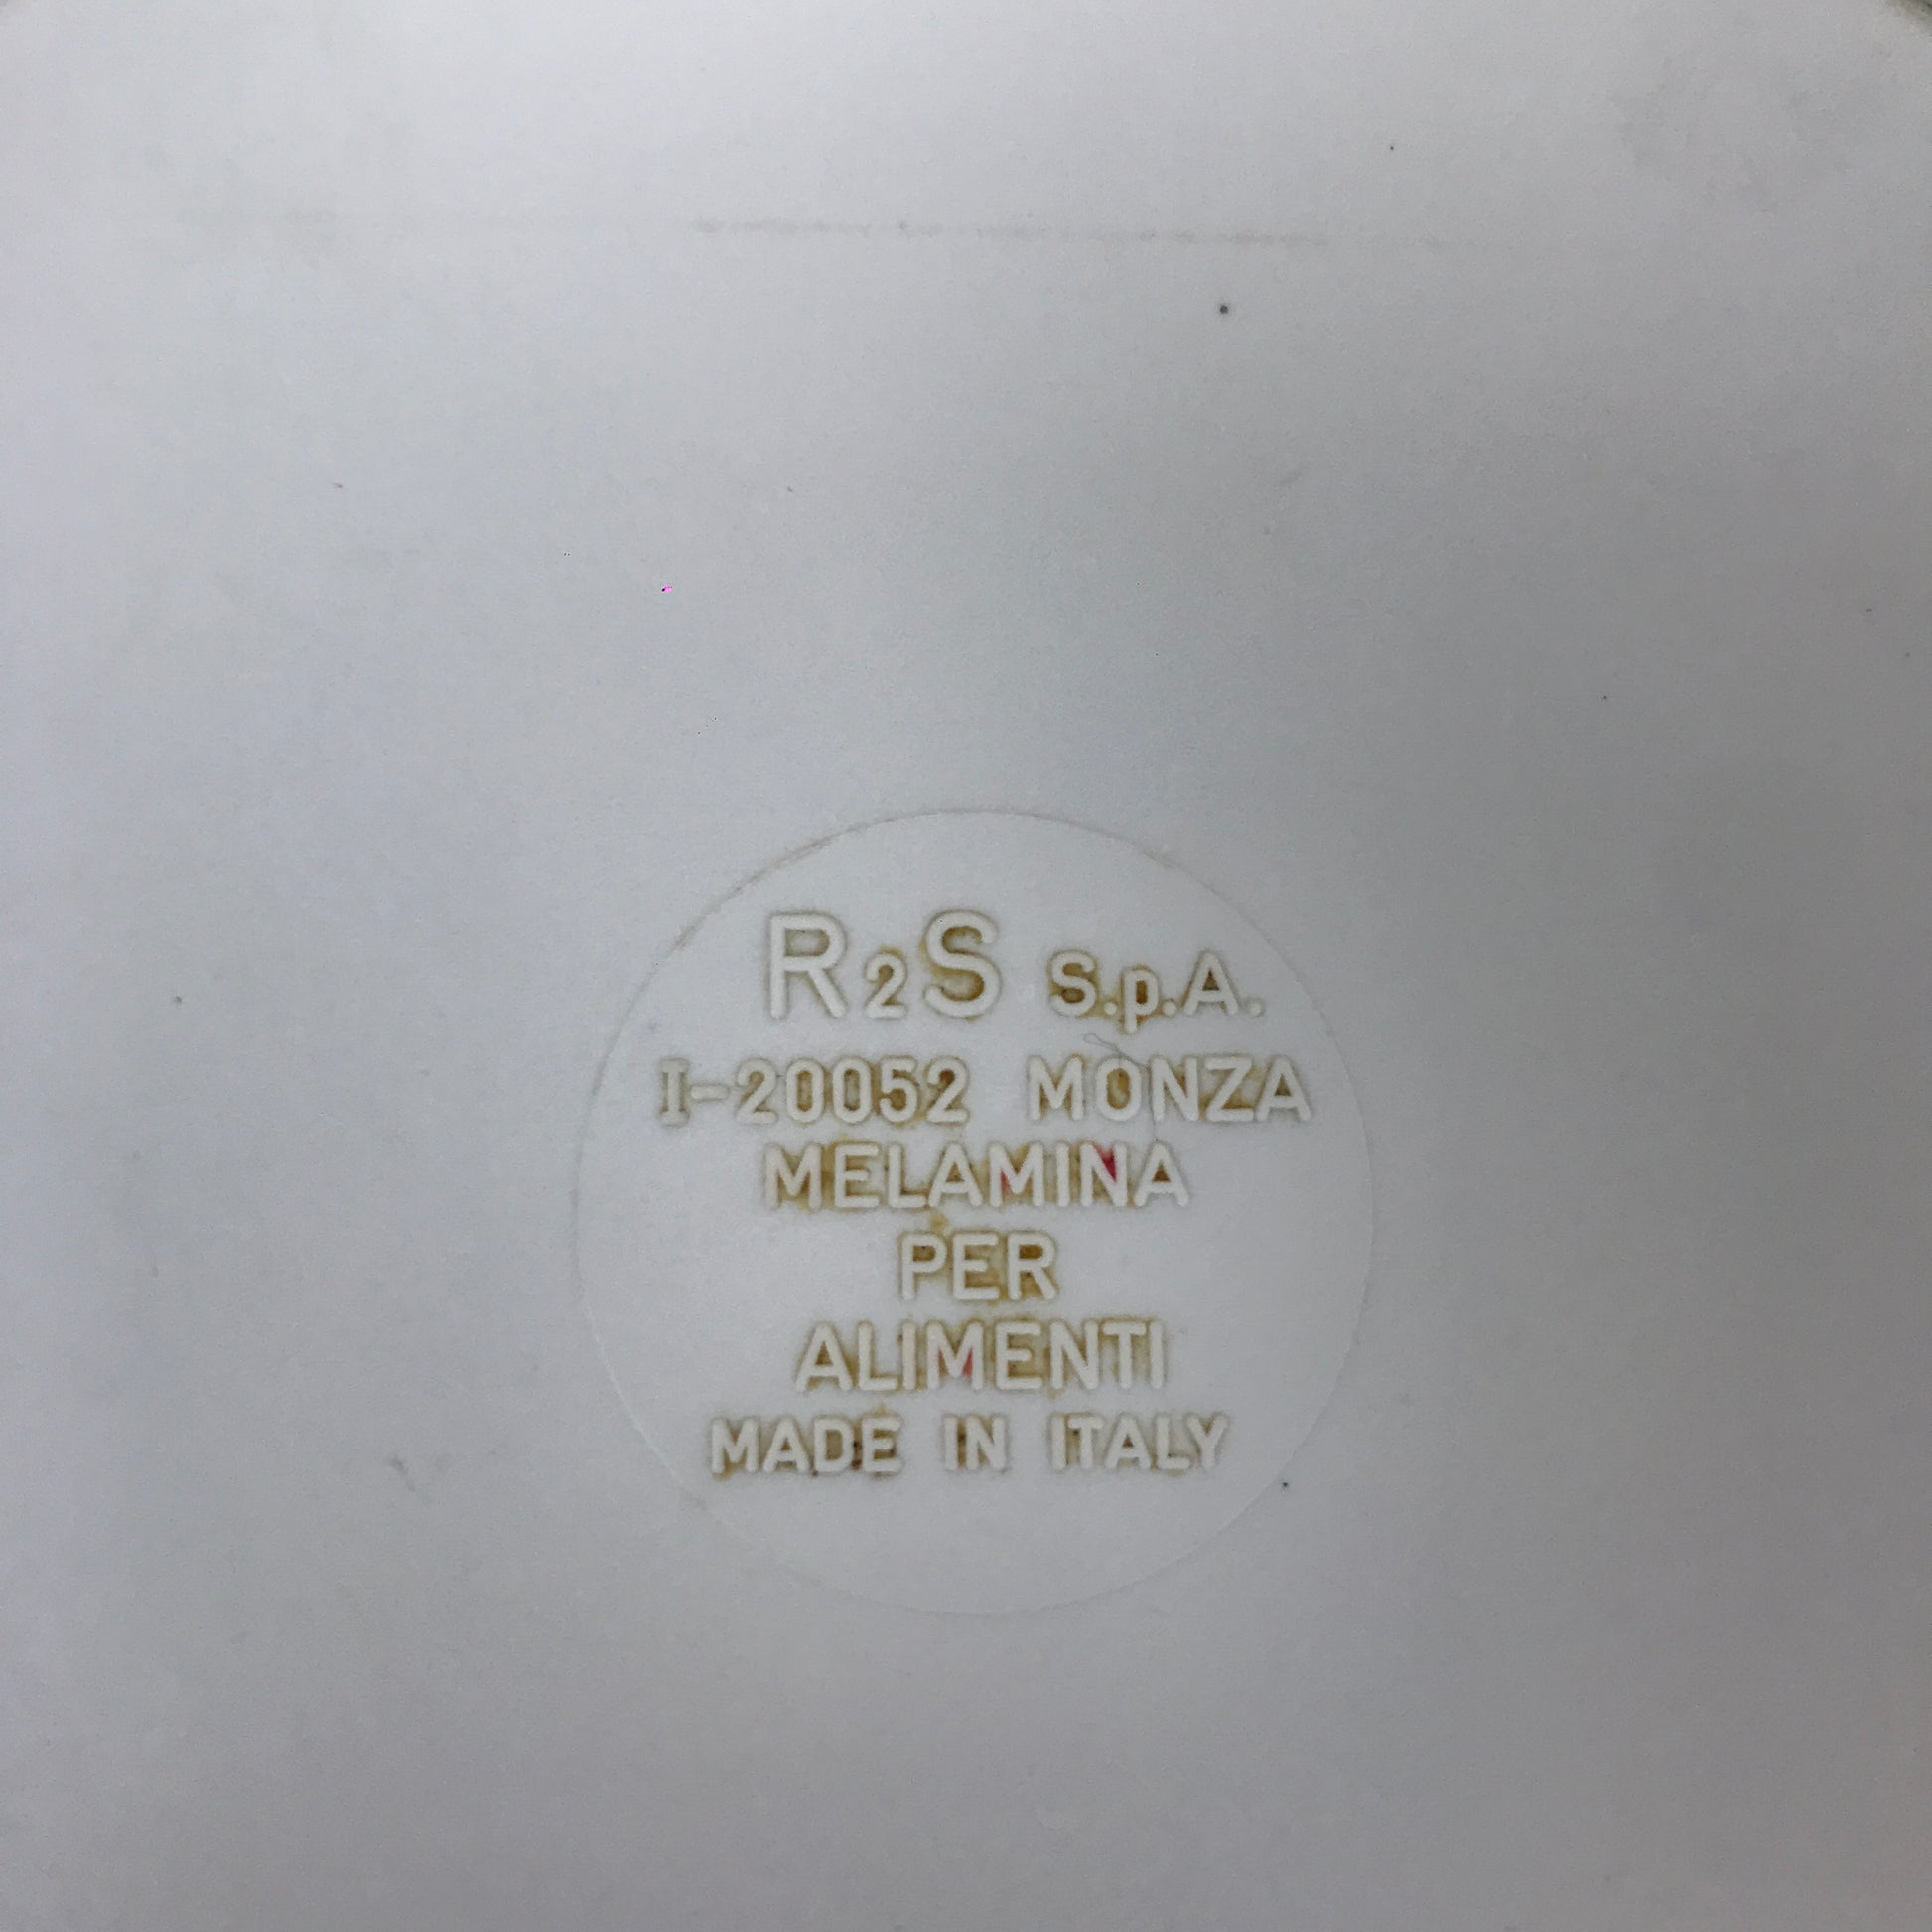 R2S S.p.A.
I-20052 MONZA
MELAMINA
PER
ALIMENTI
MADE IN ITALY